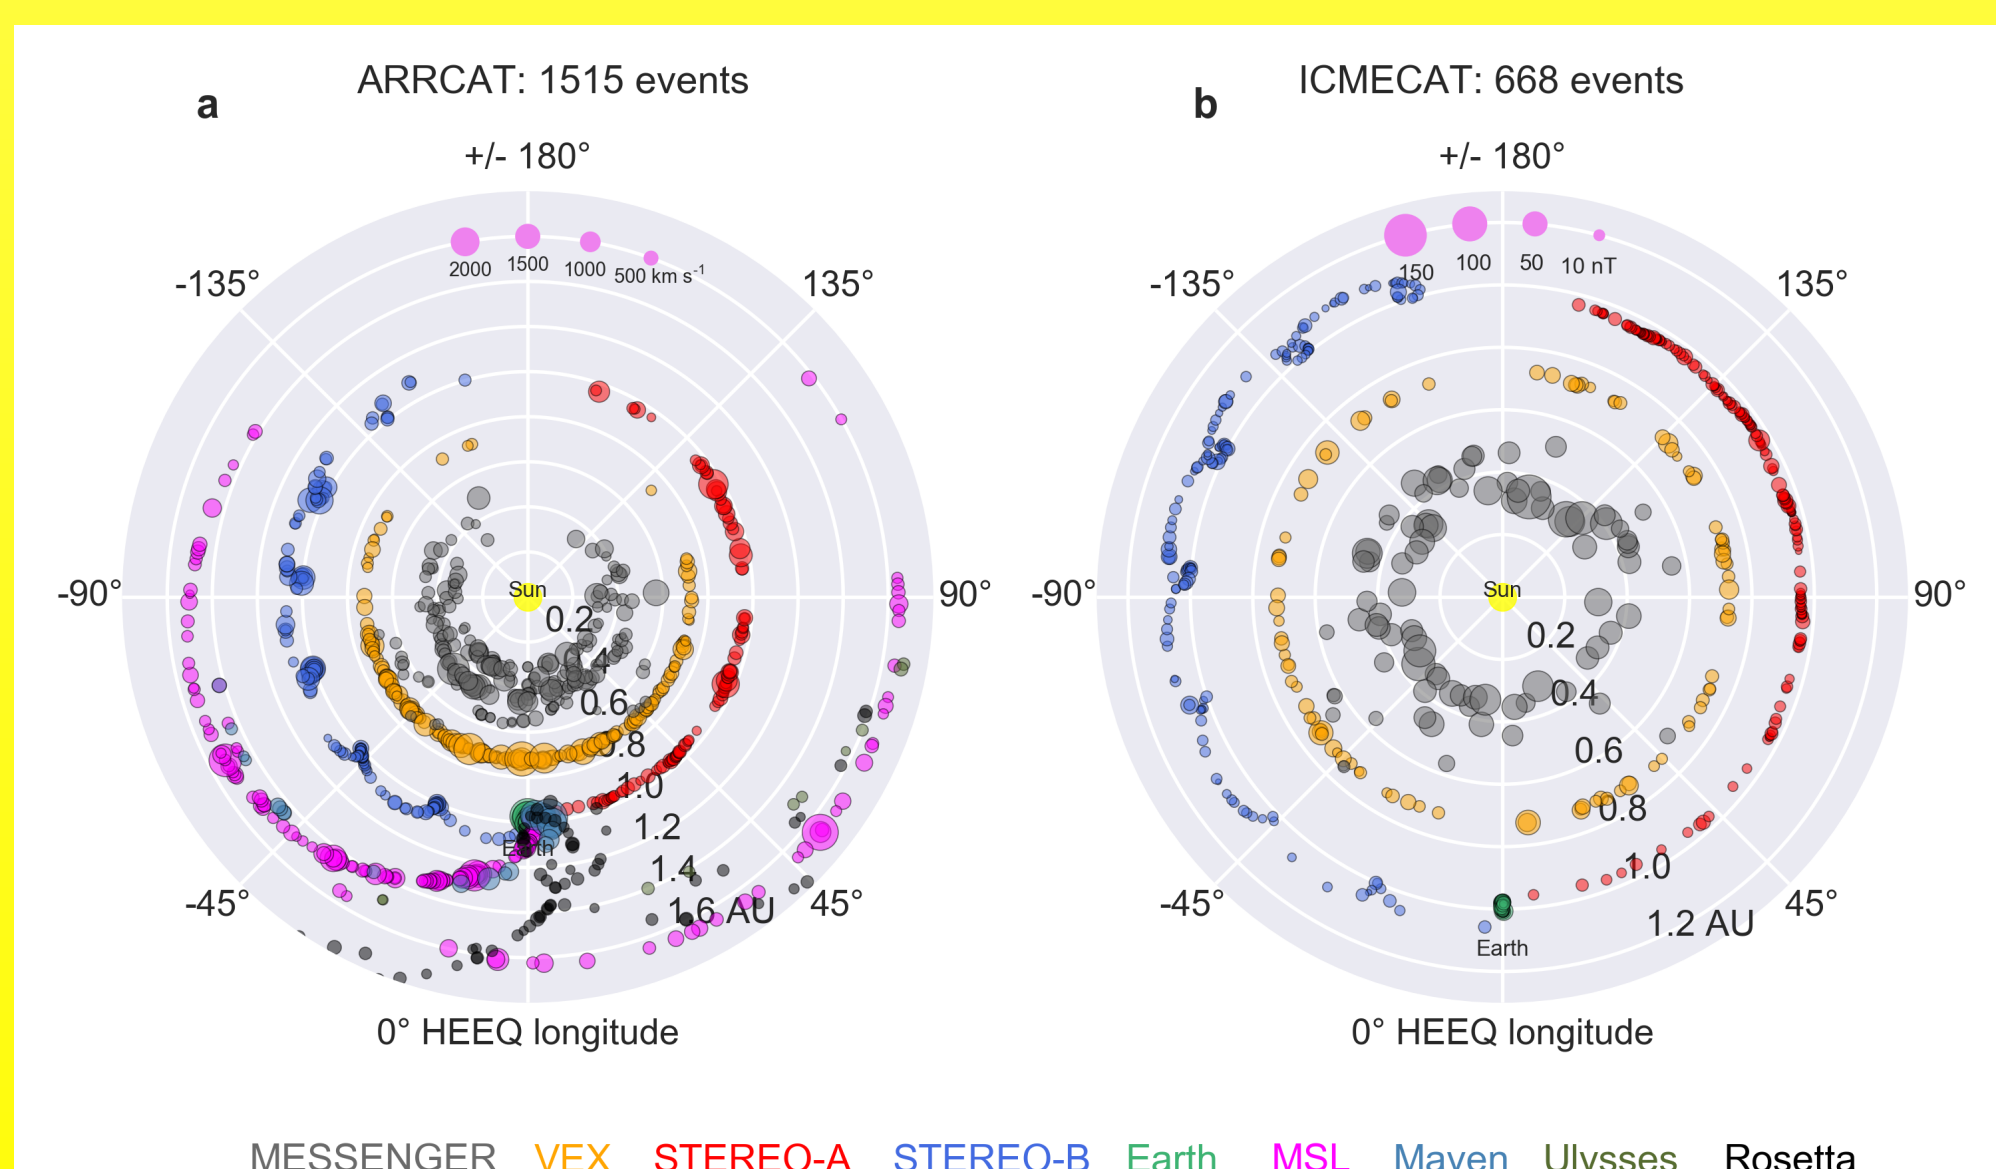 ARRCAT: 1515 events
a
+/- 180°
-135°
135°
2000 1500 1000 500 km s-1
-90°
90°
Sun
0.2
0.4
0.6
0.8
1.0
1.2
1.4
1.6 AU
Earth
-45°
45°
0° HEEQ longitude
ICMECAT: 668 events
b
+/- 180°
-135°
135°
150 100 50 10 nT
-90°
90°
Sun
0.2
0.4
0.6
0.8
1.0
1.2 AU
Earth
-45°
45°
0° HEEQ longitude
MESSENGER VEX STEREO-A STEREO-B Earth MSL Maven Ulysses Rosetta